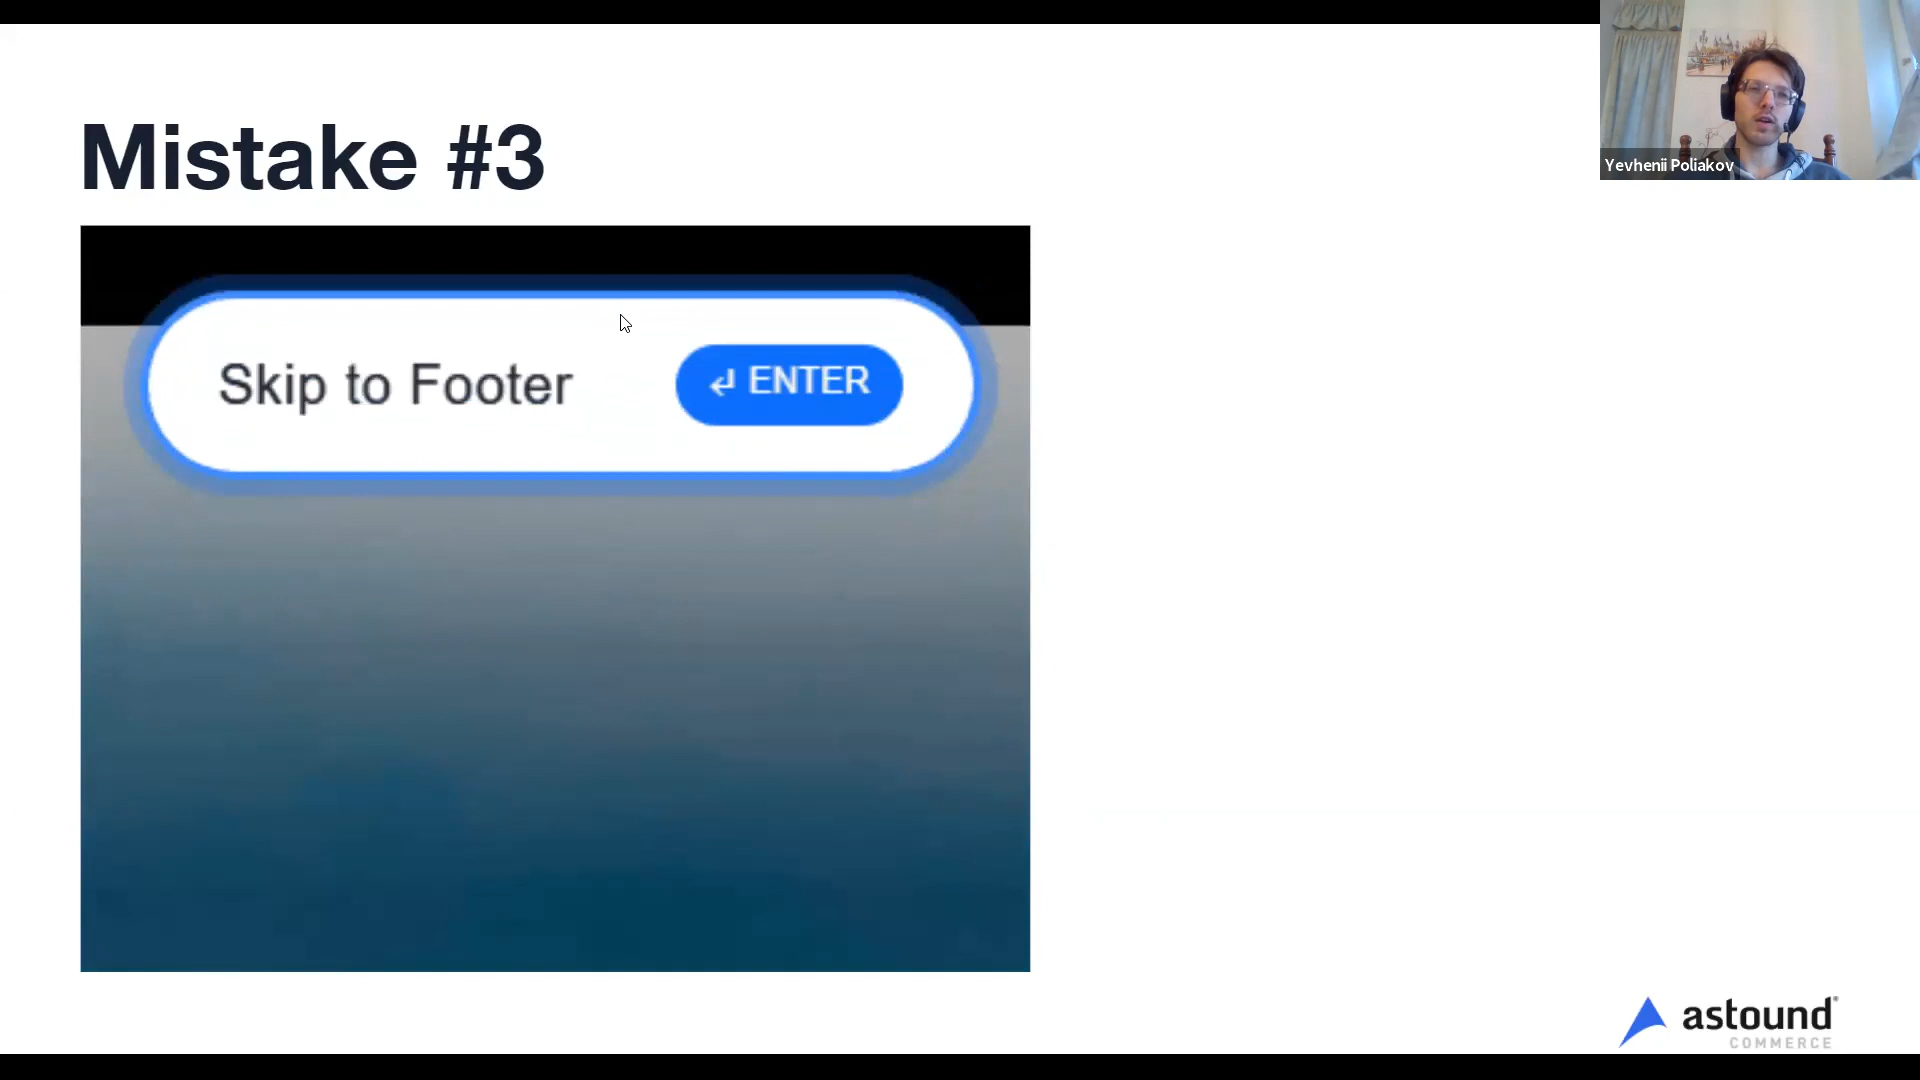 Mistake #3
Yevhenii Poliakov
Skip to Footer
↵ ENTER
astound®
COMMERCE